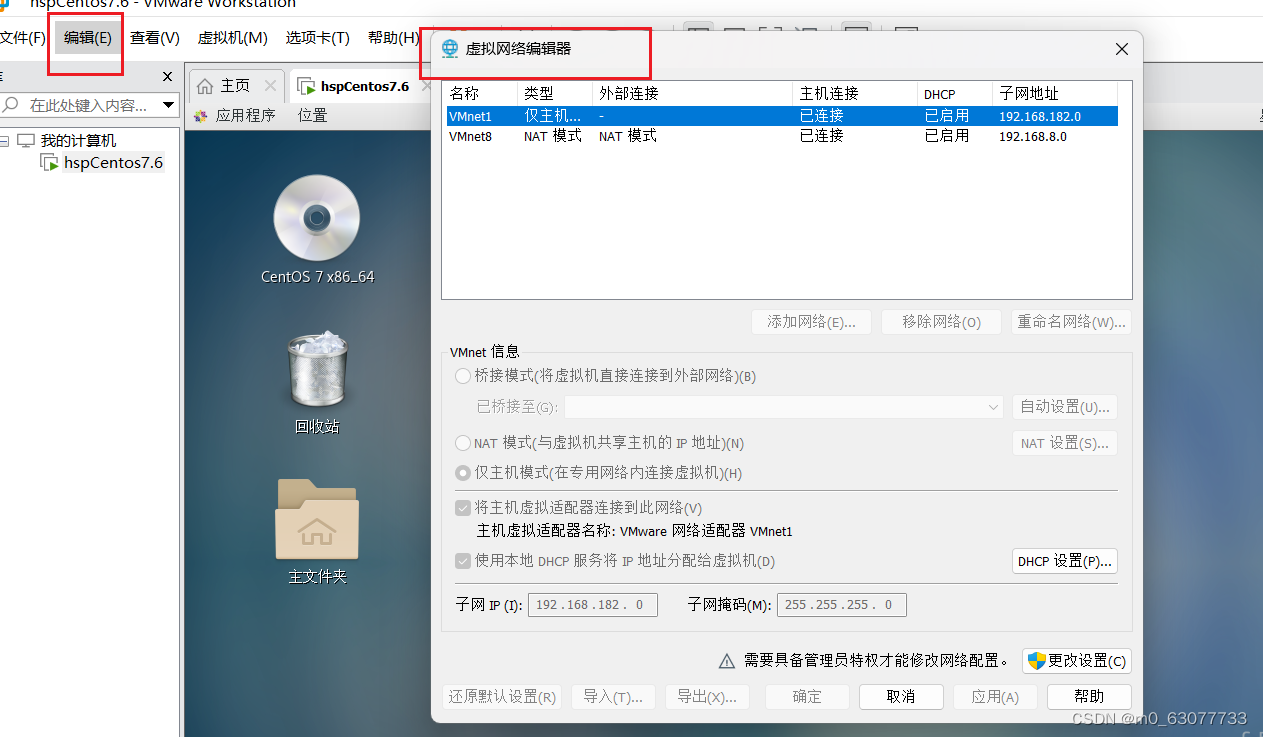 hspCentos7.6 - VMware Workstation
文件(F) 编辑(E) 查看(V) 虚拟机(M) 选项卡(T) 帮助(H)
在此处键入内容...
我的计算机
hspCentos7.6
主页 hspCentos7.6
应用程序 位置
CentOS 7 x86_64
回收站
主文件夹
虚拟网络编辑器
名称 类型 外部连接 主机连接 DHCP 子网地址
VMnet1 仅主机... - 已连接 已启用 192.168.182.0
VMnet8 NAT 模式 NAT 模式 已连接 已启用 192.168.8.0
添加网络(E)... 移除网络(O) 重命名网络(W)...
VMnet 信息
桥接模式(将虚拟机直接连接到外部网络)(B)
已桥接至(G): 自动设置(U)...
NAT 模式(与虚拟机共享主机的 IP 地址)(N) NAT 设置(S)...
仅主机模式(在专用网络内连接虚拟机)(H)
将主机虚拟适配器连接到此网络(V)
主机虚拟适配器名称: VMware 网络适配器 VMnet1
使用本地 DHCP 服务将 IP 地址分配给虚拟机(D) DHCP 设置(P)...
子网 IP (I): 192.168.182. 0 子网掩码(M): 255.255.255. 0
需要具备管理员特权才能修改网络配置。 更改设置(C)
还原默认设置(R) 导入(T)... 导出(X)... 确定 取消 应用(A) 帮助
CSDN @m0_63077733